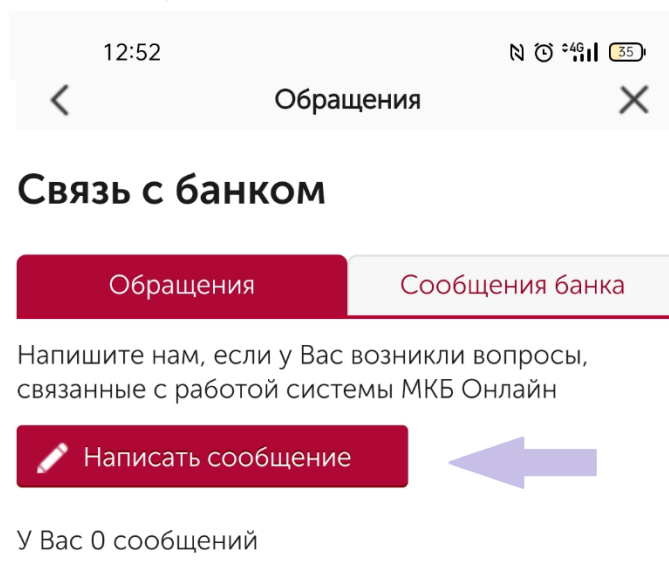 12:52 4G 35
Обращения
Связь с банком
Обращения Сообщения банка
Напишите нам, если у Вас возникли вопросы,
связанные с работой системы МКБ Онлайн
Написать сообщение
У Вас 0 сообщений